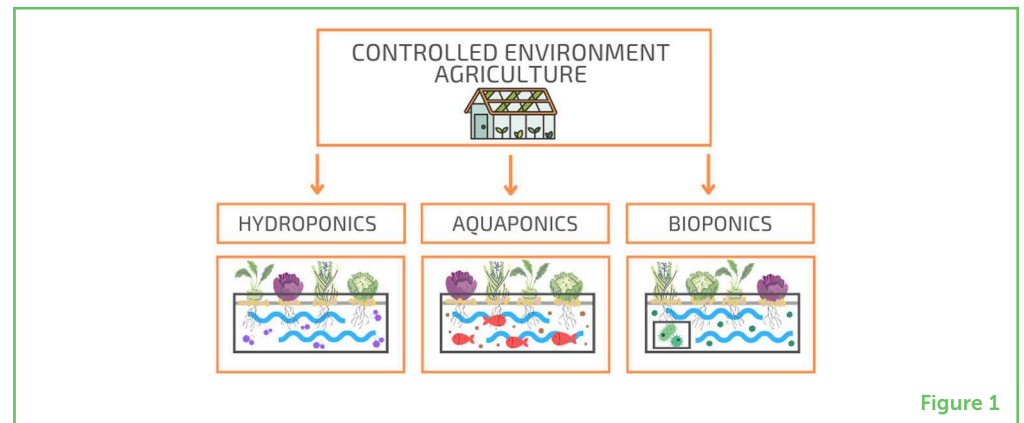 CONTROLLED ENVIRONMENT
AGRICULTURE
HYDROPONICS
AQUAPONICS
BIOPONICS
Figure 1